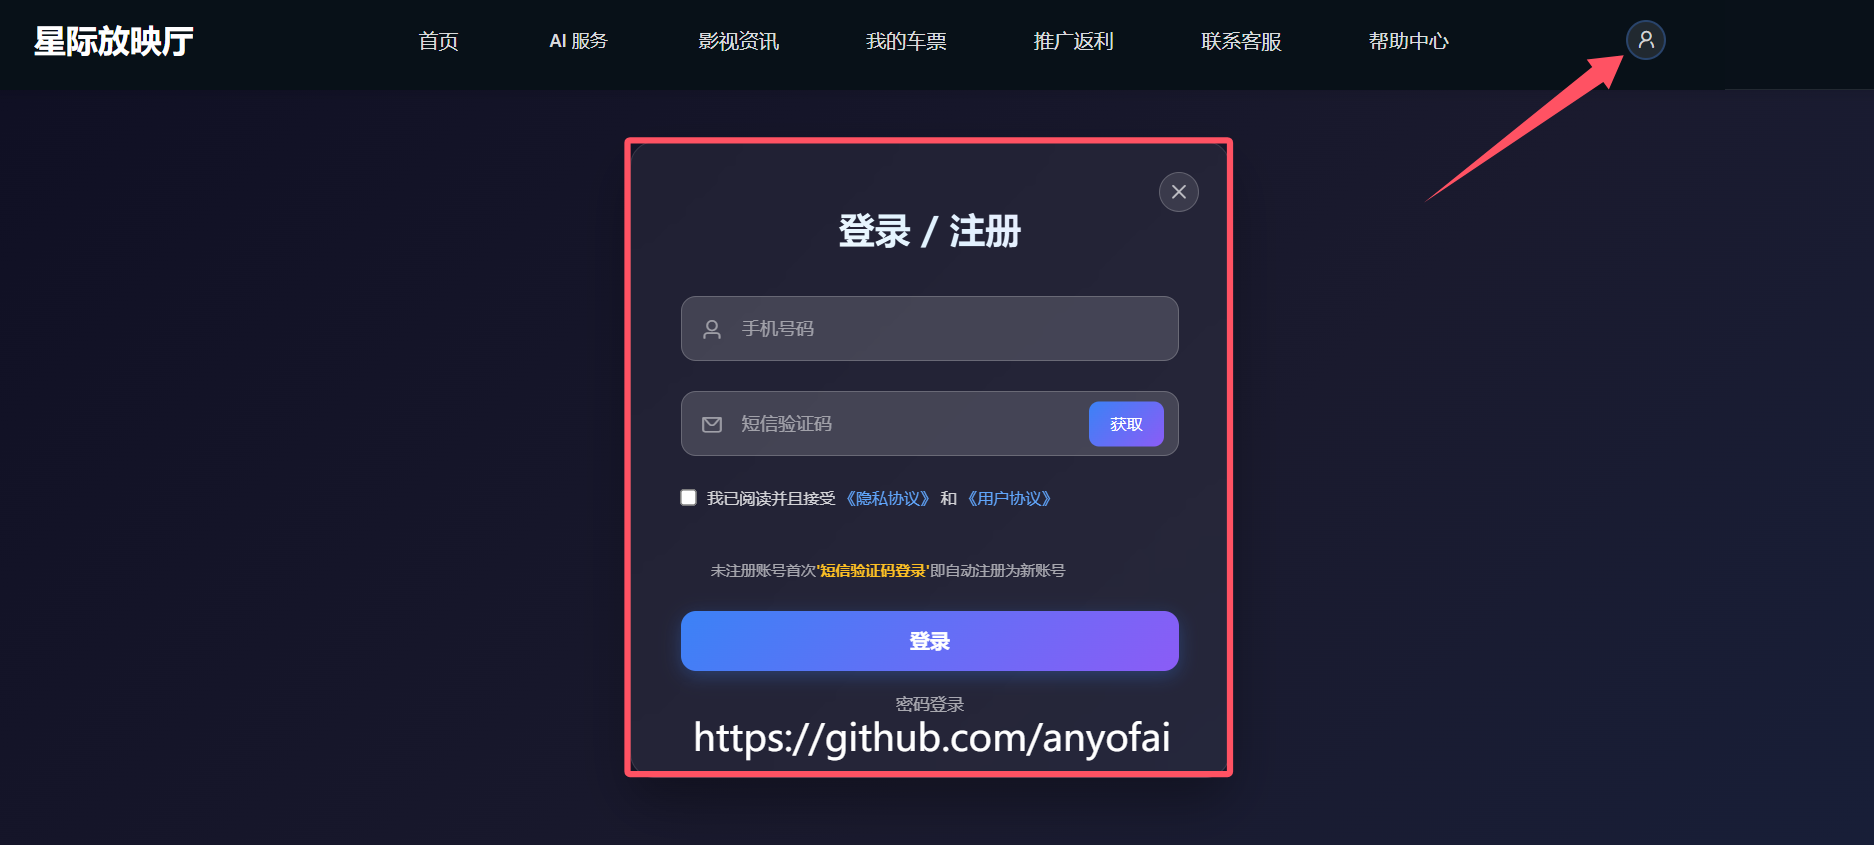 星际放映厅 首页 AI 服务 影视资讯 我的车票 推广返利 联系客服 帮助中心
登录 / 注册
手机号码
短信验证码 获取
我已阅读并且接受 《隐私协议》 和 《用户协议》
未注册账号首次'短信验证码登录'即自动注册为新账号
登录
密码登录
https://github.com/anyofai